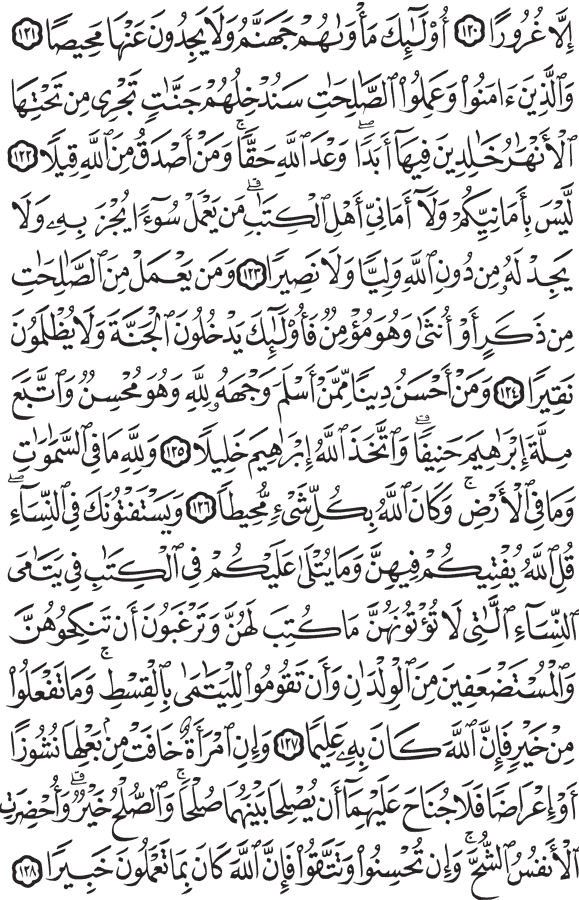 إِلَّا غُرُورًا ١٢٠ أُوْلَٰٓئِكَ مَأْوَىٰهُمْ جَهَنَّمُ وَلَا يَجِدُونَ عَنْهَا مَحِيصًا ١٢١
وَٱلَّذِينَ ءَامَنُوا۟ وَعَمِلُوا۟ ٱلصَّٰلِحَٰتِ سَنُدْخِلُهُمْ جَنَّٰتٍ تَجْرِى مِن تَحْتِهَا
ٱلْأَنْهَٰرُ خَٰلِدِينَ فِيهَآ أَبَدًا ۖ وَعْدَ ٱللَّهِ حَقًّا ۚ وَمَنْ أَصْدَقُ مِنَ ٱللَّهِ قِيلًا ١٢٢
لَّيْسَ بِأَمَانِيِّكُمْ وَلَآ أَمَانِىِّ أَهْلِ ٱلْكِتَٰبِ ۗ مَن يَعْمَلْ سُوٓءًا يُجْزَ بِهِۦ وَلَا
يَجِدْ لَهُۥ مِن دُونِ ٱللَّهِ وَلِيًّا وَلَا نَصِيرًا ١٢٣ وَمَن يَعْمَلْ مِنَ ٱلصَّٰلِحَٰتِ
مِن ذَكَرٍ أَوْ أُنثَىٰ وَهُوَ مُؤْمِنٌ فَأُو۟لَٰٓئِكَ يَدْخُلُونَ ٱلْجَنَّةَ وَلَا يُظْلَمُونَ
نَقِيرًا ١٢٤ وَمَنْ أَحْسَنُ دِينًا مِّمَّنْ أَسْلَمَ وَجْهَهُۥ لِلَّهِ وَهُوَ مُحْسِنٌ وَٱتَّبَعَ
مِلَّةَ إِبْرَٰهِيمَ حَنِيفًا ۗ وَٱتَّخَذَ ٱللَّهُ إِبْرَٰهِيمَ خَلِيلًا ١٢٥ وَلِلَّهِ مَا فِى ٱلسَّمَٰوَٰتِ
وَمَا فِى ٱلْأَرْضِ ۚ وَكَانَ ٱللَّهُ بِكُلِّ شَىْءٍ مُّحِيطًا ١٢٦ وَيَسْتَفْتُونَكَ فِى ٱلنِّسَآءِ ۖ
قُلِ ٱللَّهُ يُفْتِيكُمْ فِيهِنَّ وَمَا يُتْلَىٰ عَلَيْكُمْ فِى ٱلْكِتَٰبِ فِى يَتَٰمَى
ٱلنِّسَآءِ ٱلَّٰتِى لَا تُؤْتُونَهُنَّ مَا كُتِبَ لَهُنَّ وَتَرْغَبُونَ أَن تَنكِحُوهُنَّ
وَٱلْمُسْتَضْعَفِينَ مِنَ ٱلْوِلْدَٰنِ وَأَن تَقُومُوا۟ لِلْيَتَٰمَىٰ بِٱلْقِسْطِ ۚ وَمَا تَفْعَلُوا۟
مِنْ خَيْرٍ فَإِنَّ ٱللَّهَ كَانَ بِهِۦ عَلِيمًا ١٢٧ وَإِنِ ٱمْرَأَةٌ خَافَتْ مِنۢ بَعْلِهَا نُشُوزًا
أَوْ إِعْرَاضًا فَلَا جُنَاحَ عَلَيْهِمَآ أَن يُصْلِحَا بَيْنَهُمَا صُلْحًا ۚ وَٱلصُّلْحُ خَيْرٌ ۗ وَأُحْضِرَتِ
ٱلْأَنفُسُ ٱلشُّحَّ ۚ وَإِن تُحْسِنُوا۟ وَتَتَّقُوا۟ فَإِنَّ ٱللَّهَ كَانَ بِمَا تَعْمَلُونَ خَبِيرًا ١٢٨